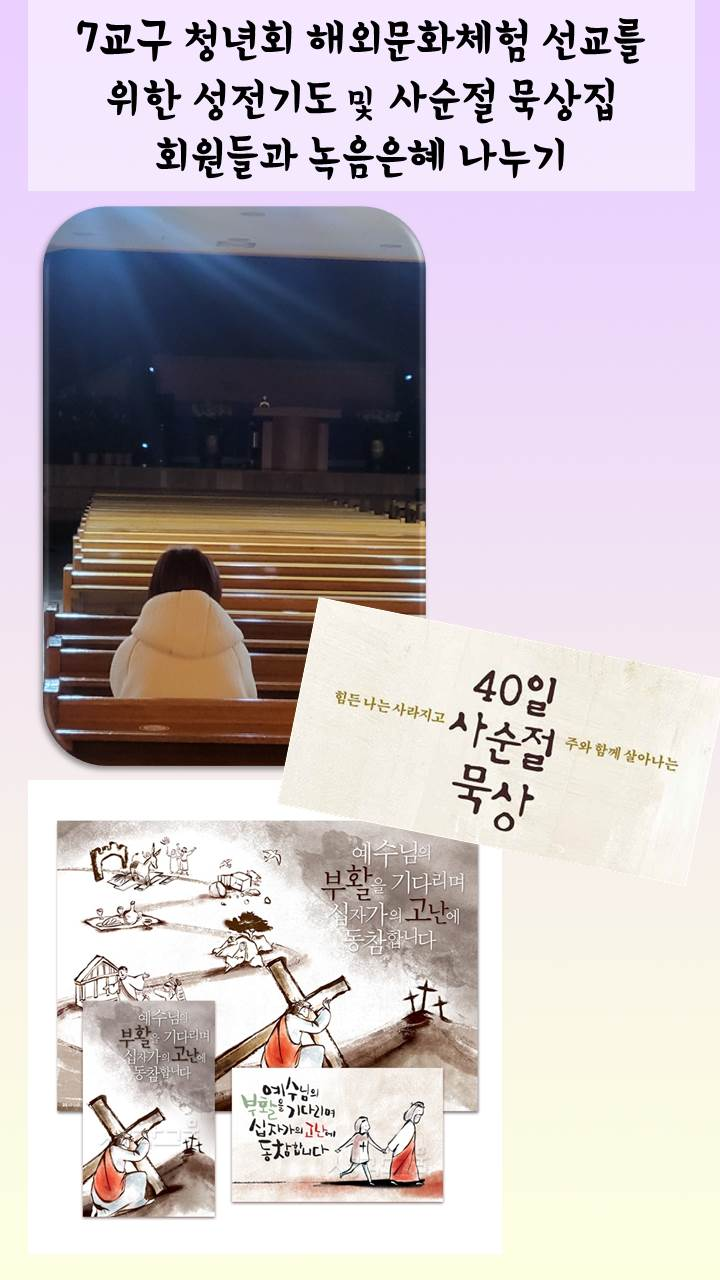 7교구 청년회 해외문화체험 선교를
위한 성전기도 및 사순절 묵상집
회원들과 녹음은혜 나누기
힘든 나는 사라지고
40일
사순절
묵상
주와 함께 살아나는
예수님의
부활을 기다리며
십자가의 고난에
동참합니다
예수님의
부활을 기다리며
십자가의 고난에
동참합니다
예수님의
부활을 기다리며
십자가의 고난에
동참합니다